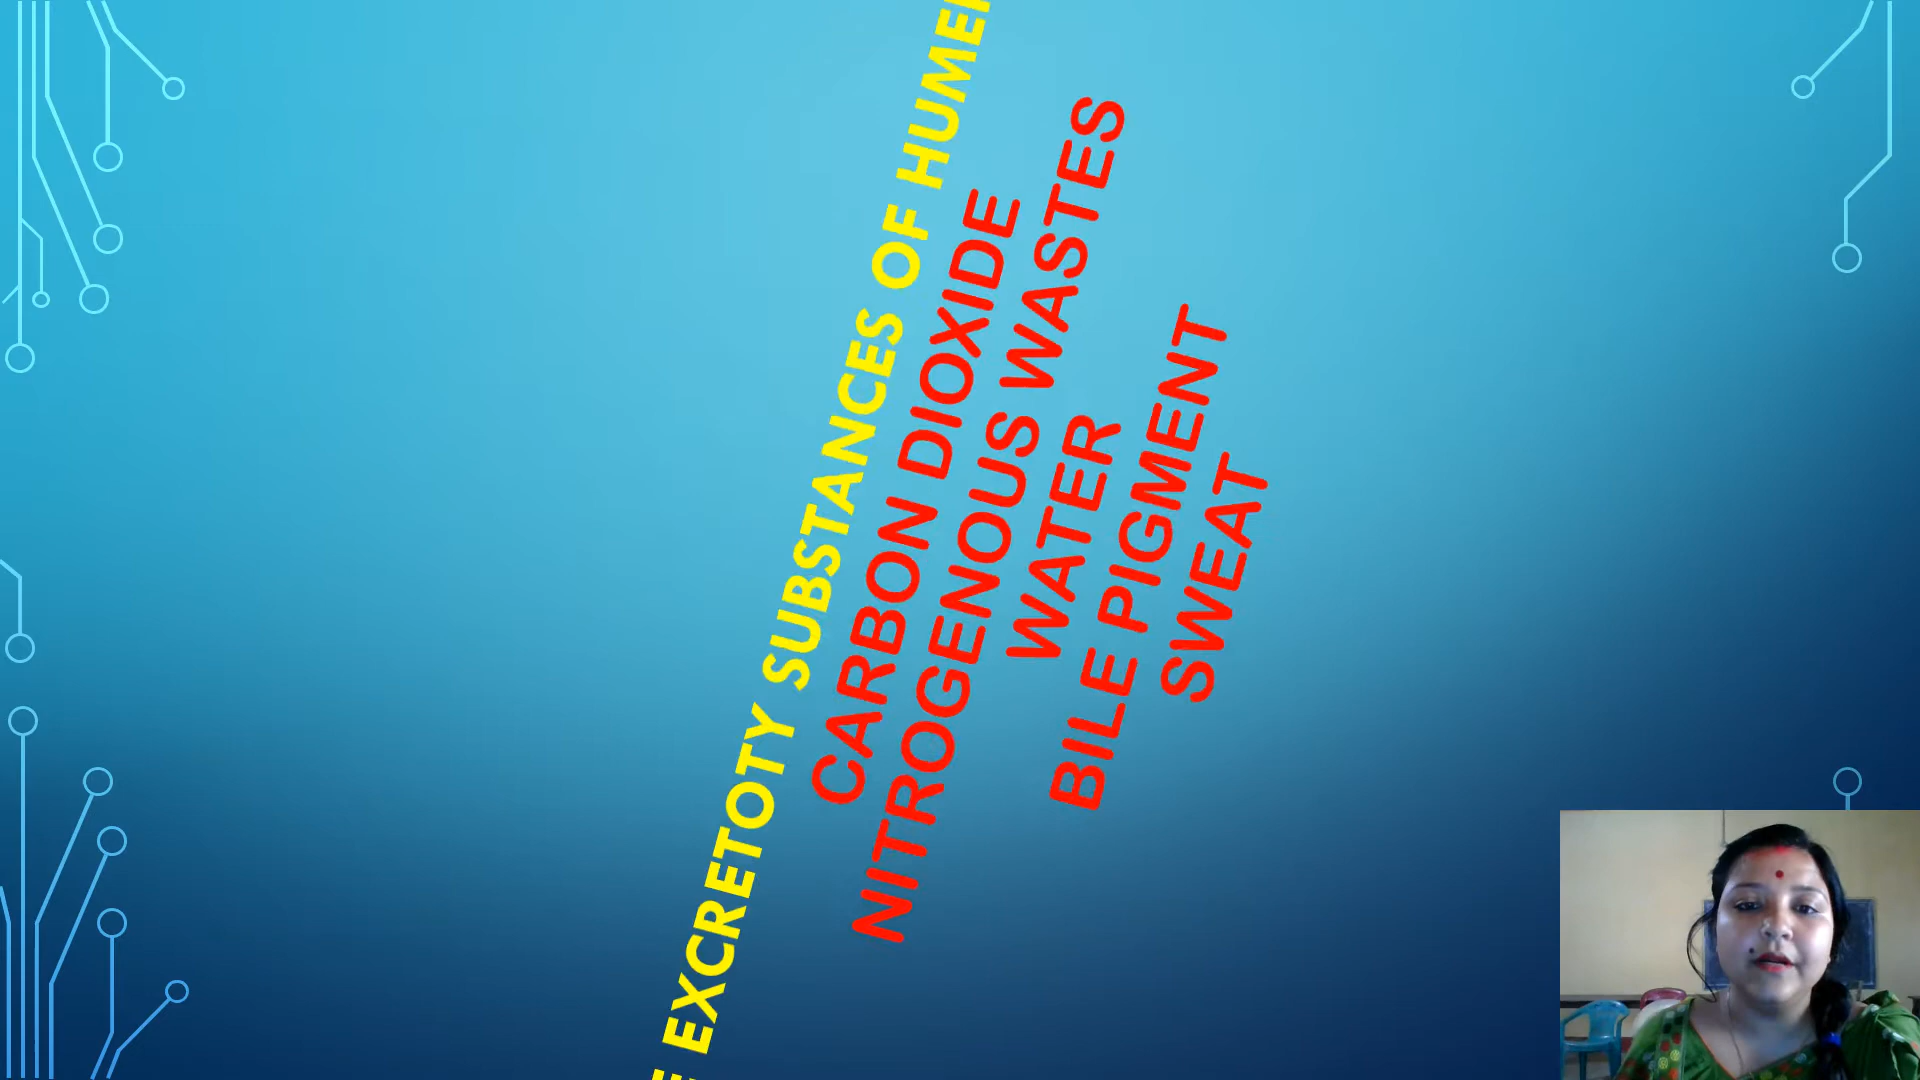 EXCRETOTY SUBSTANCES OF
CARBON DIOXIDE
NITROGENOUS WASTES
WATER
BILE PIGMENT
SWEAT